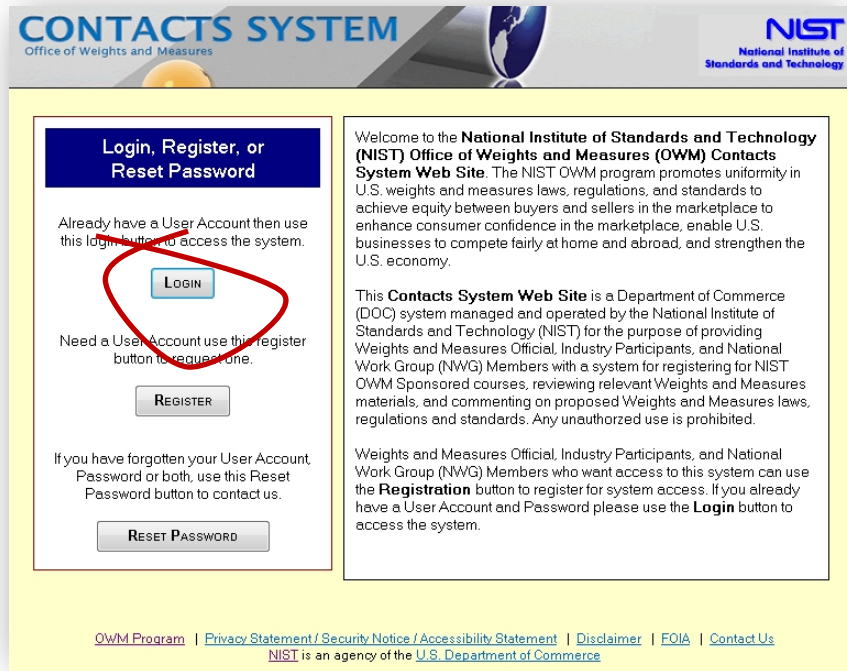 CONTACTS SYSTEM
Office of Weights and Measures
NIST
National Institute of
Standards and Technology
Login, Register, or
Reset Password
Already have a User Account then use
this login button to access the system.
LOGIN
Need a User Account use this register
button to request one.
REGISTER
If you have forgotten your User Account,
Password or both, use this Reset
Password button to contact us.
RESET PASSWORD
Welcome to the National Institute of Standards and Technology
(NIST) Office of Weights and Measures (OWM) Contacts
System Web Site. The NIST OWM program promotes uniformity in
U.S. weights and measures laws, regulations, and standards to
achieve equity between buyers and sellers in the marketplace to
enhance consumer confidence in the marketplace, enable U.S.
businesses to compete fairly at home and abroad, and strengthen the
U.S. economy.
This Contacts System Web Site is a Department of Commerce
(DOC) system managed and operated by the National Institute of
Standards and Technology (NIST) for the purpose of providing
Weights and Measures Official, Industry Participants, and National
Work Group (NWG) Members with a system for registering for NIST
OWM Sponsored courses, reviewing relevant Weights and Measures
materials, and commenting on proposed Weights and Measures laws,
regulations and standards. Any unauthorzed use is prohibited.
Weights and Measures Official, Industry Participants, and National
Work Group (NWG) Members who want access to this system can use
the Registration button to register for system access. If you already
have a User Account and Password please use the Login button to
access the system.
OWM Program | Privacy Statement / Security Notice / Accessibility Statement | Disclaimer | FOIA | Contact Us
NIST is an agency of the U.S. Department of Commerce